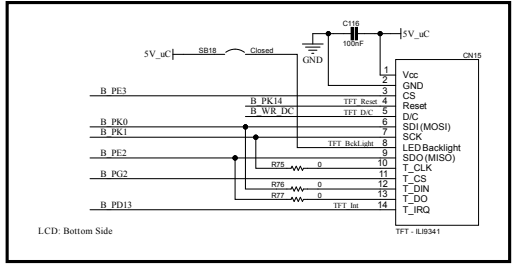 C116
5V_uC
100nF
GND
5V_uC
SB18
Closed
CN15
1 Vcc
2 GND
B_PE3 3 CS
B_PK14 TFT_Reset 4 Reset
B_WR_DC TFT_D/C 5 D/C
B_PK0 6 SDI (MOSI)
B_PK1 7 SCK
TFT_BckLight 8 LED Backlight
B_PE2 9 SDO (MISO)
R75 0 10 T_CLK
B_PG2 11 T_CS
R76 0 12 T_DIN
R77 0 13 T_DO
B_PD13 TFT_Int 14 T_IRQ
LCD: Bottom Side
TFT - ILI9341